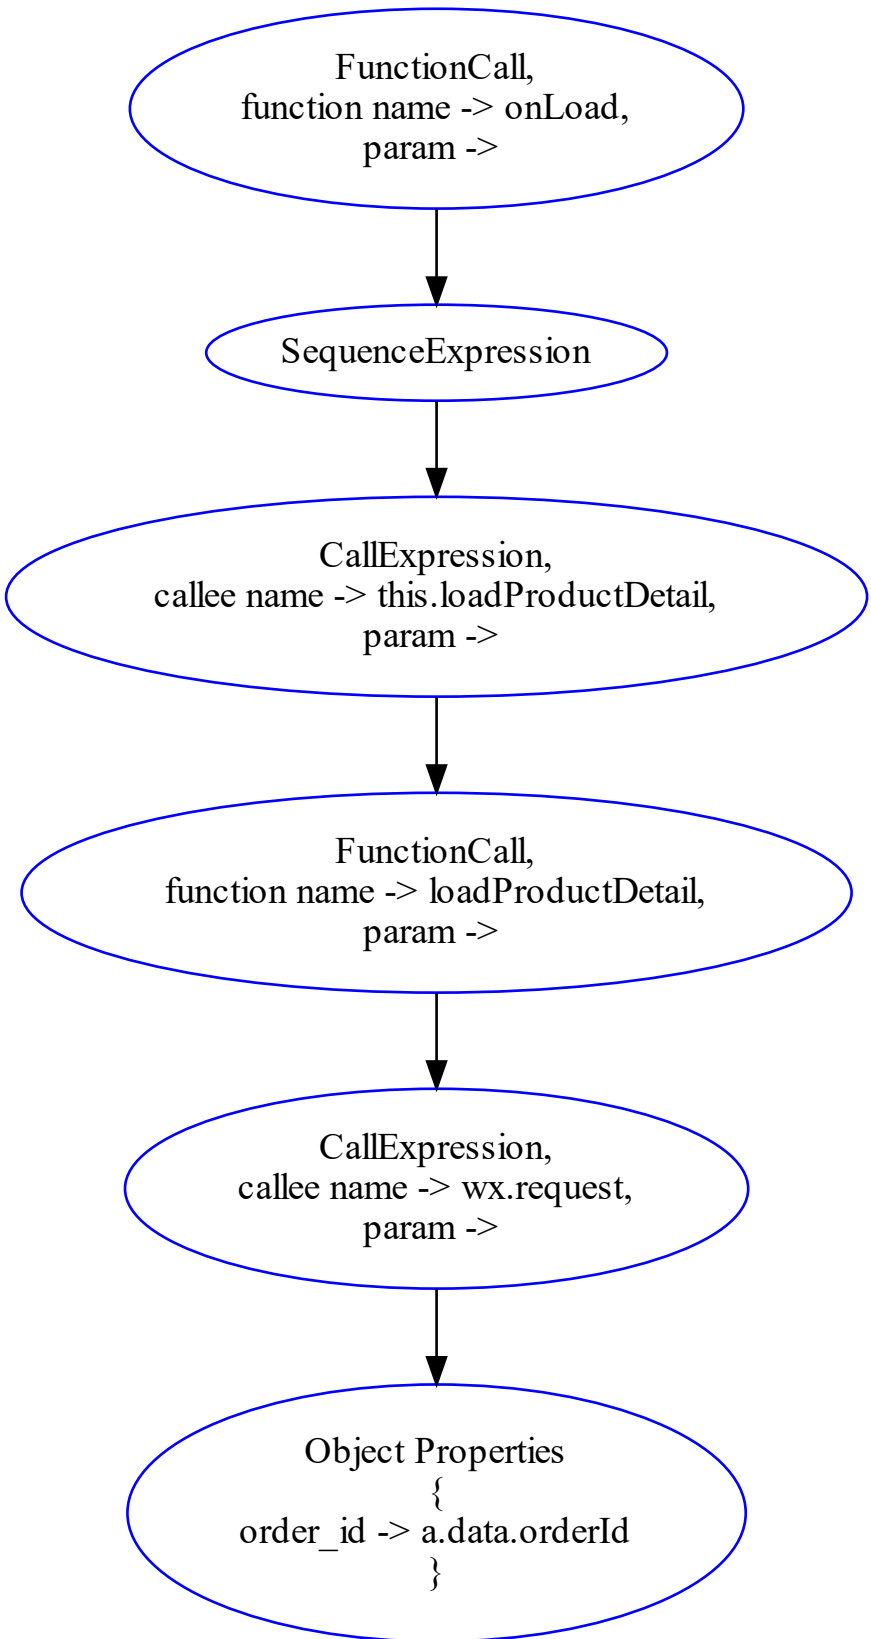 FunctionCall,
function name -> onLoad,
param ->
SequenceExpression
CallExpression,
callee name -> this.loadProductDetail,
param ->
FunctionCall,
function name -> loadProductDetail,
param ->
CallExpression,
callee name -> wx.request,
param ->
Object Properties
{
order_id -> a.data.orderId
}